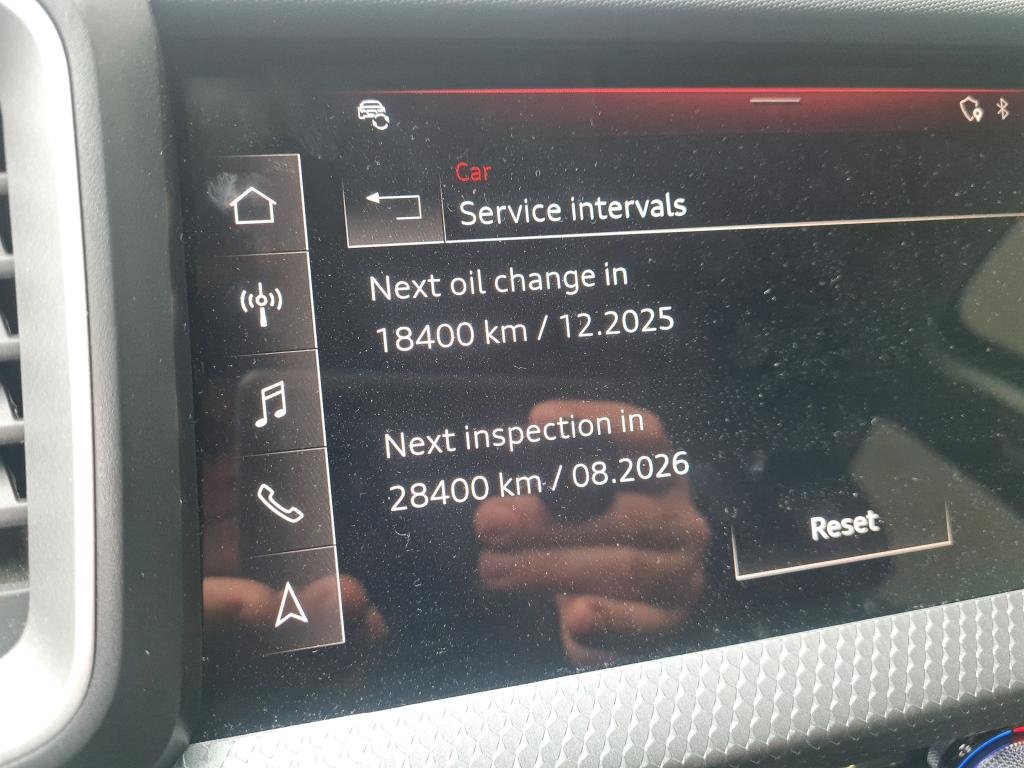 Car
Service intervals
Next oil change in
18400 km / 12.2025
Next inspection in
28400 km / 08.2026
Reset